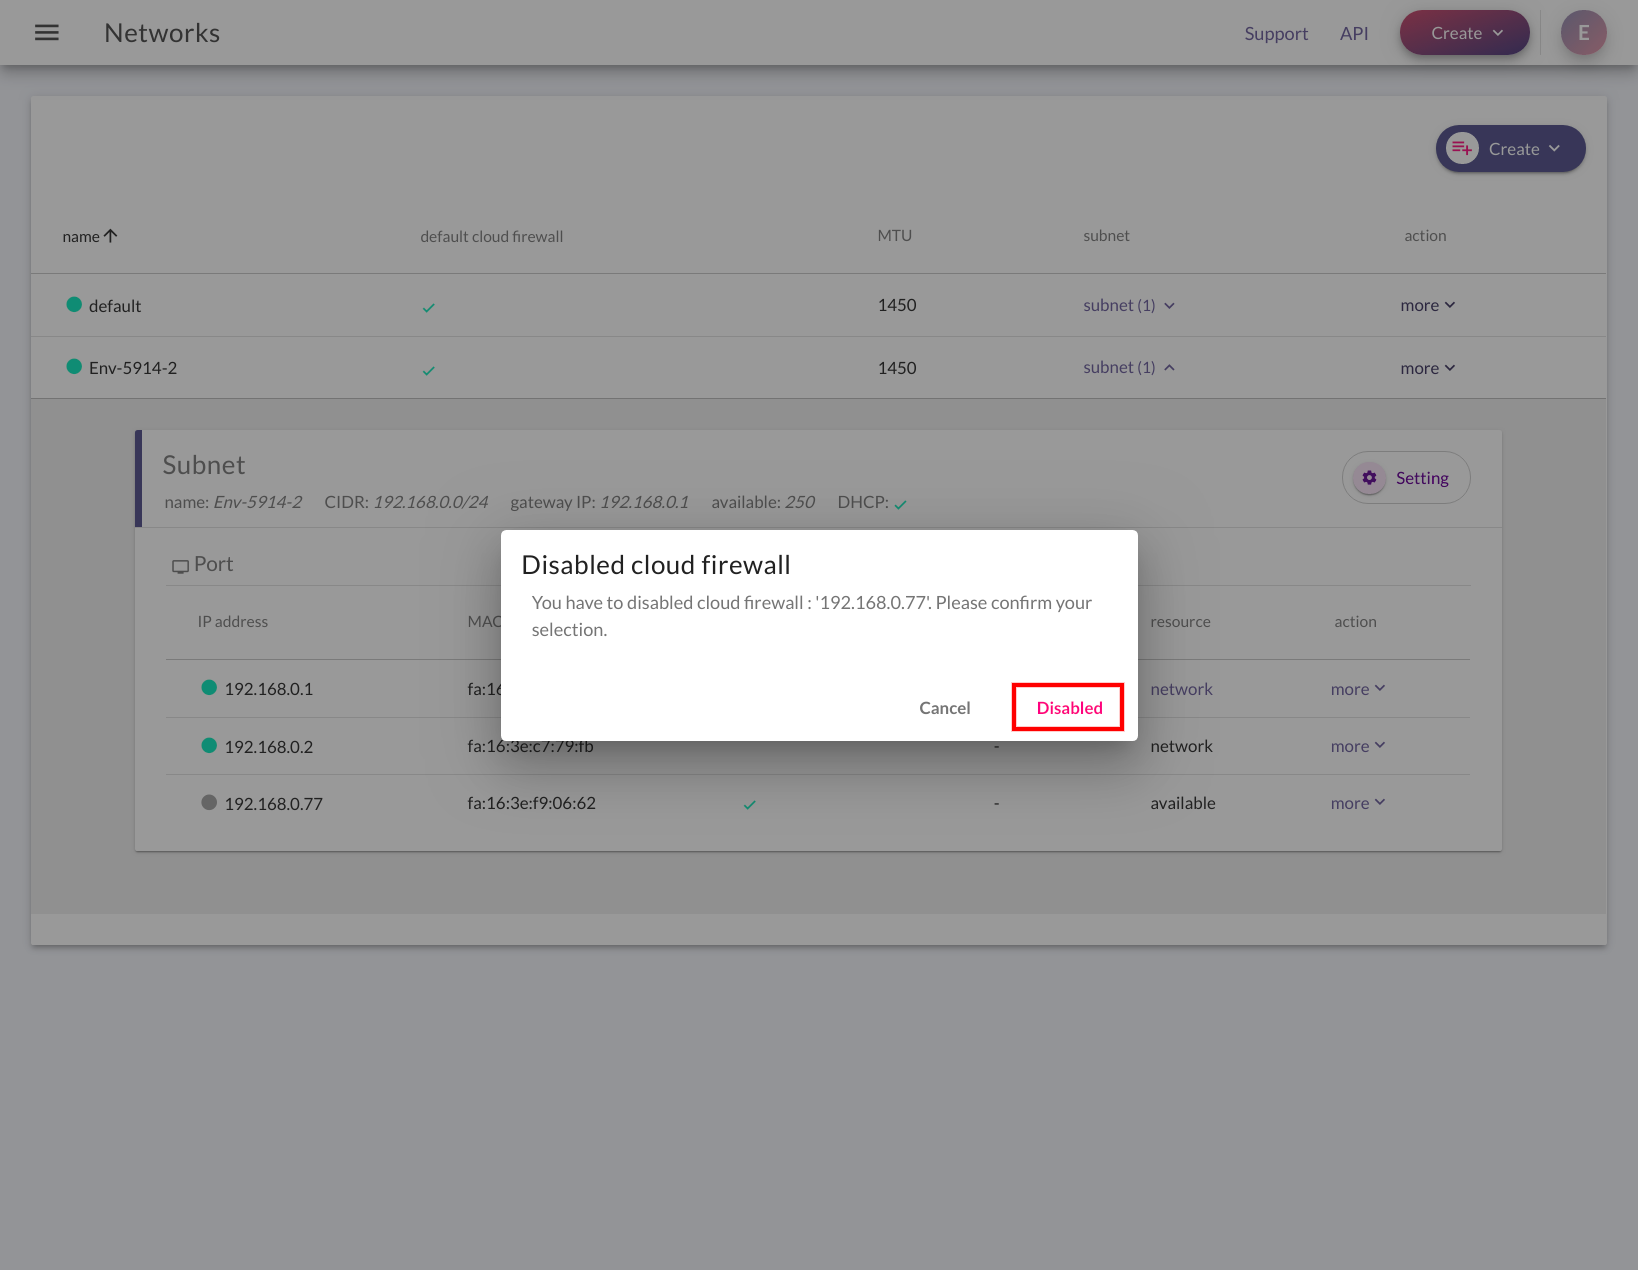 Networks
Support API Create E
Create
name default cloud firewall MTU subnet action
default 1450 subnet (1) more
Env-5914-2 1450 subnet (1) more
Subnet
Setting
name: Env-5914-2 CIDR: 192.168.0.0/24 gateway IP: 192.168.0.1 available: 250 DHCP:
Port
Disabled cloud firewall
You have to disabled cloud firewall : '192.168.0.77'. Please confirm your
selection.
Cancel Disabled
IP address MAC resource action
192.168.0.1 fa:16 network more
192.168.0.2 fa:16:3e:c7:79:fb - network more
192.168.0.77 fa:16:3e:f9:06:62 - available more